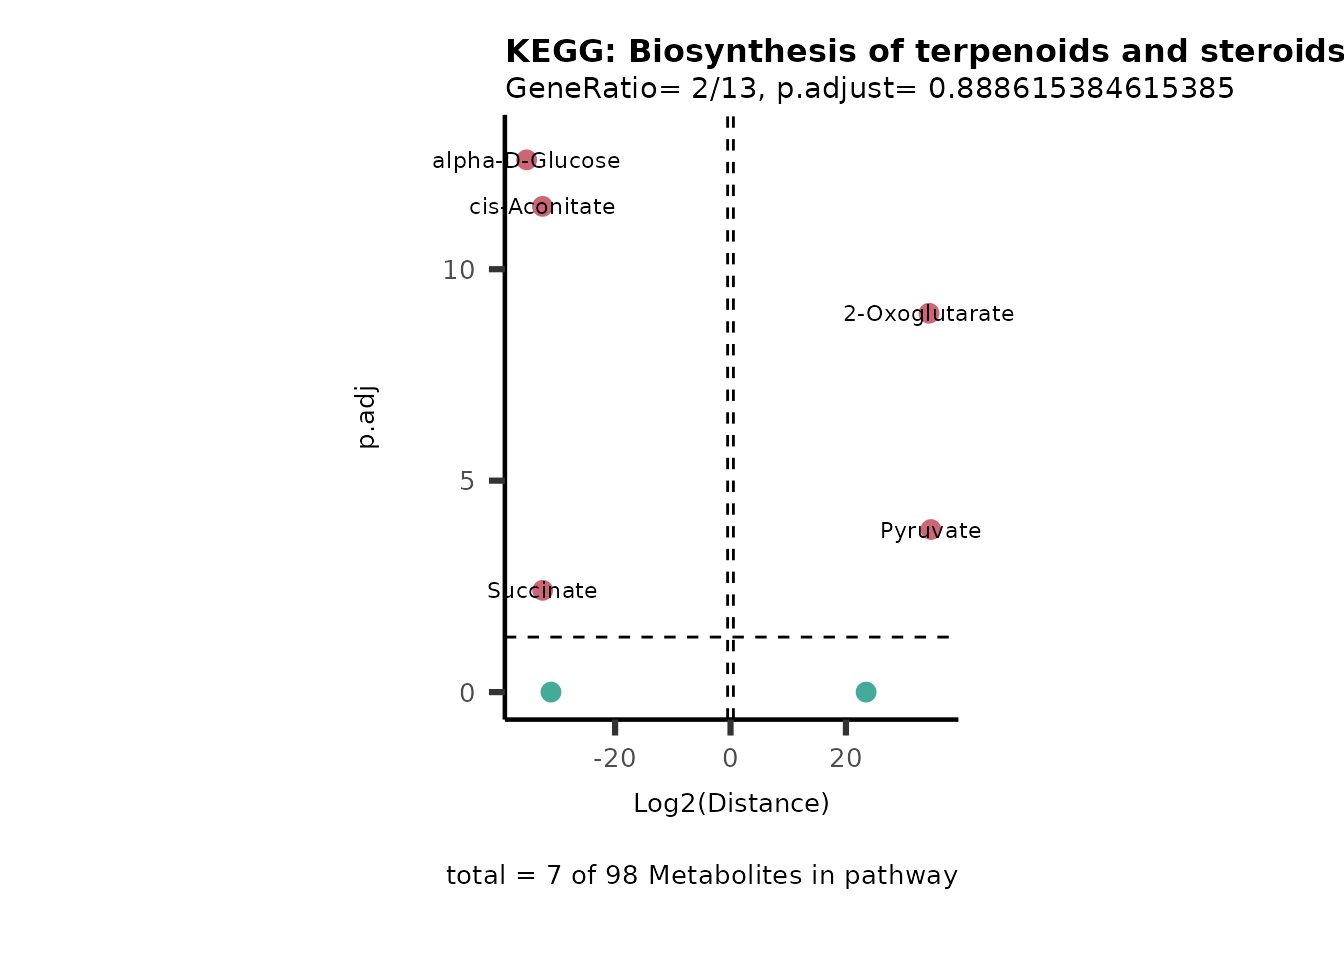 KEGG: Biosynthesis of terpenoids and steroids
GeneRatio= 2/13, p.adjust= 0.888615384615385
alpha-D-Glucose
cis-Aconitate
10
2-Oxoglutarate
p.adj
5
Pyruvate
Succinate
0
-20 0 20
Log2(Distance)
total = 7 of 98 Metabolites in pathway